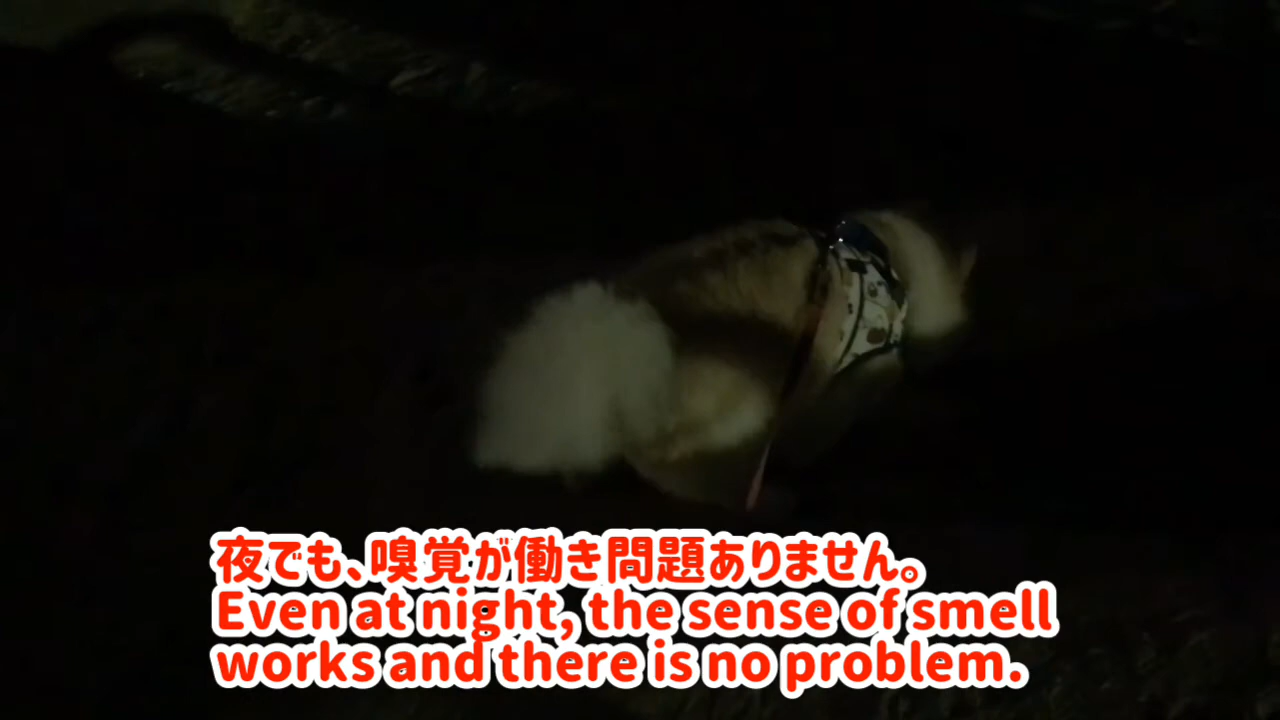 夜でも、嗅覚が働き問題ありません。
Even at night, the sense of smell
works and there is no problem.